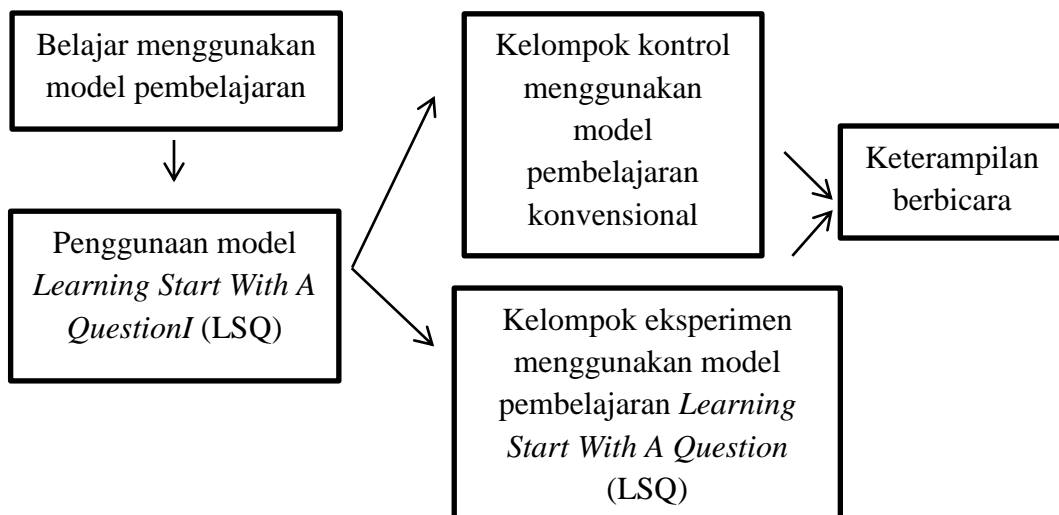 Belajar menggunakan
model pembelajaran
Penggunaan model
Learning Start With A
QuestionI (LSQ)
Kelompok kontrol
menggunakan
model
pembelajaran
konvensional
Kelompok eksperimen
menggunakan model
pembelajaran Learning
Start With A Question
(LSQ)
Keterampilan
berbicara